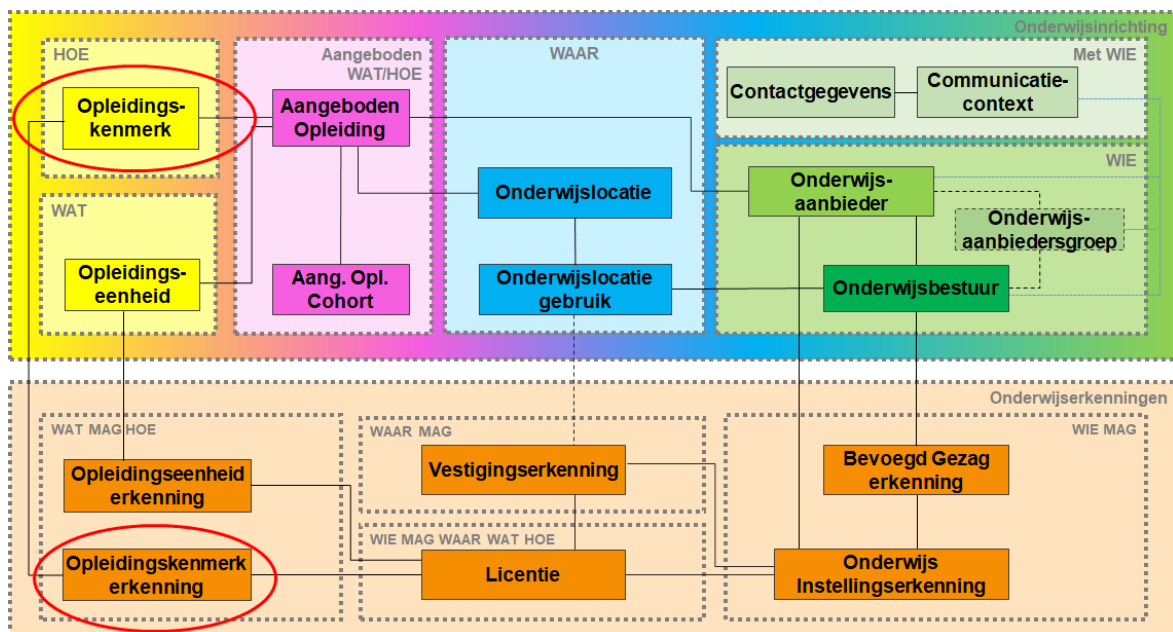 Onderwijsinrichting
HOE
Opleidings-
kenmerk
WAT
Opleidings-
eenheid
Aangeboden
WAT/HOE
Aangeboden
Opleiding
Aang. Opl.
Cohort
WAAR
Onderwijslocatie
Onderwijslocatie
gebruik
Met WIE
Contactgegevens
Communicatie-
context
WIE
Onderwijs-
aanbieder
Onderwijs-
aanbiedersgroep
Onderwijsbestuur
Onderwijserkenningen
WAT MAG HOE
Opleidingseenheid
erkenning
Opleidingskenmerk
erkenning
WAAR MAG
Vestigingserkenning
WIE MAG WAAR WAT HOE
Licentie
WIE MAG
Bevoegd Gezag
erkenning
Onderwijs
Instellingserkenning